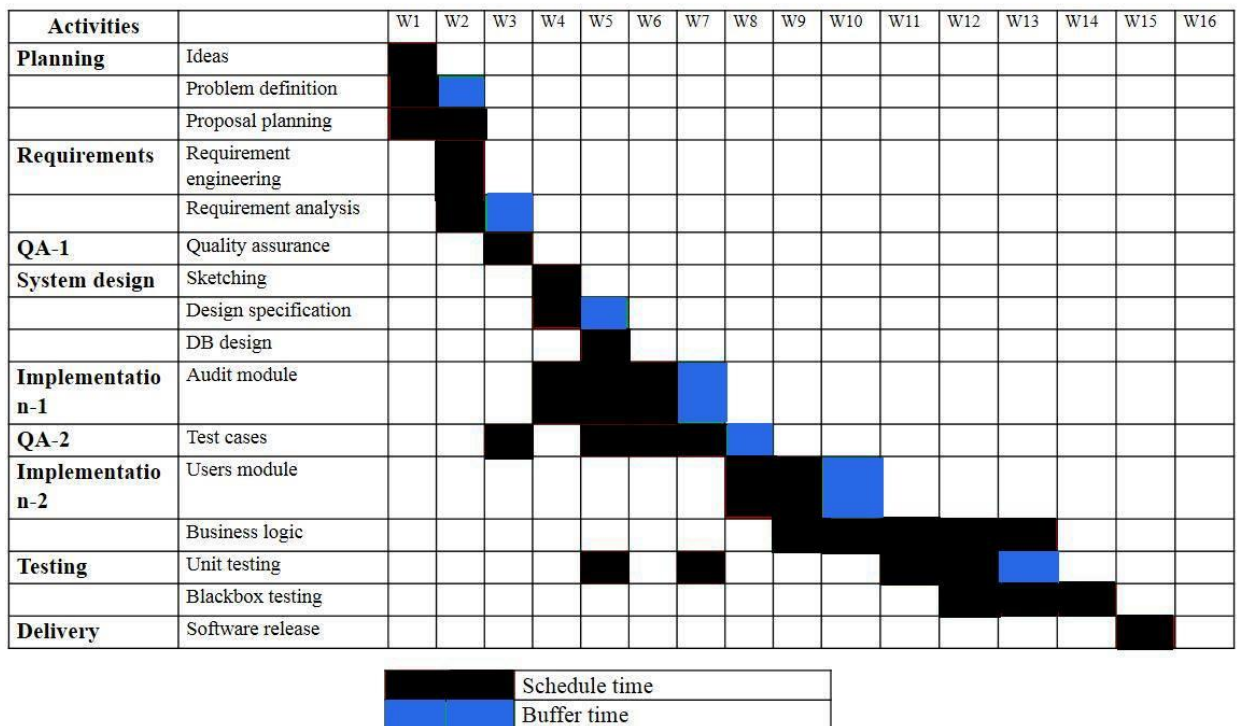 Activities W1 W2 W3 W4 W5 W6 W7 W8 W9 W10 W11 W12 W13 W14 W15 W16
Planning Ideas
Problem definition
Proposal planning
Requirements Requirement
engineering
Requirement analysis
QA-1 Quality assurance
System design Sketching
Design specification
DB design
Implementatio Audit module
n-1
QA-2 Test cases
Implementatio Users module
n-2
Business logic
Testing Unit testing
Blackbox testing
Delivery Software release
Schedule time
Buffer time